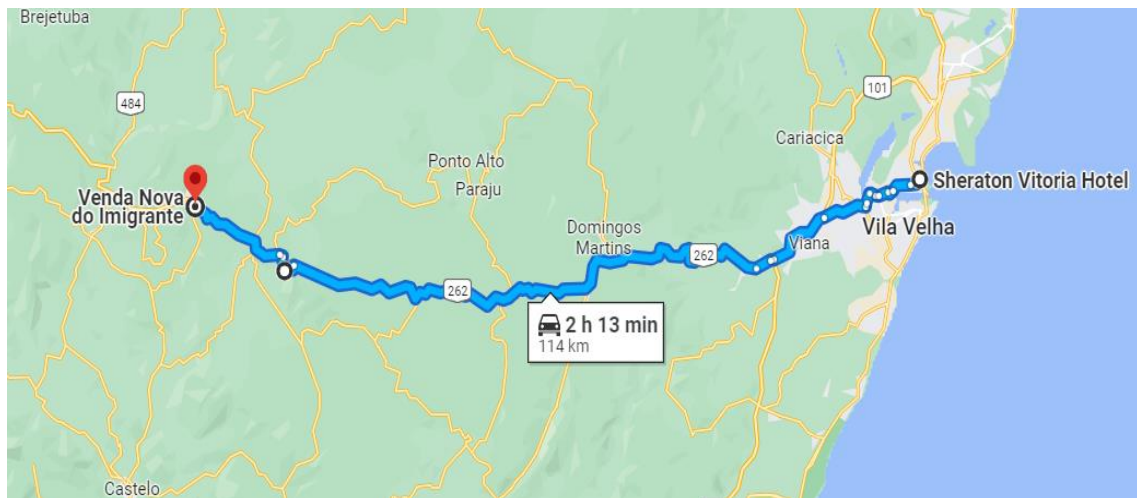 Brejetuba
484
101
Cariacica
Ponto Alto
Paraju
Sheraton Vitoria Hotel
Venda Nova
do Imigrante
Domingos
Martins
Vila Velha
Viana
262
262
2 h 13 min
114 km
Castelo